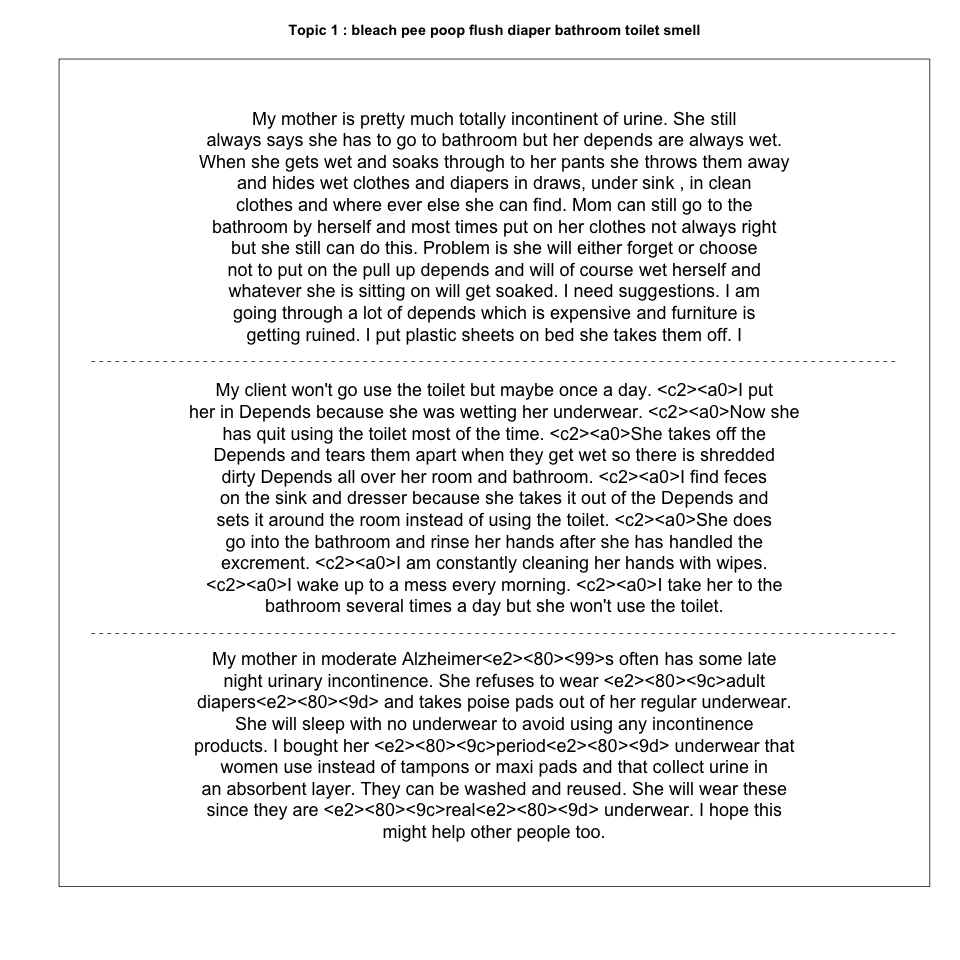 Topic 1 : bleach pee poop flush diaper bathroom toilet smell
My mother is pretty much totally incontinent of urine. She still
always says she has to go to bathroom but her depends are always wet.
When she gets wet and soaks through to her pants she throws them away
and hides wet clothes and diapers in draws, under sink , in clean
clothes and where ever else she can find. Mom can still go to the
bathroom by herself and most times put on her clothes not always right
but she still can do this. Problem is she will either forget or choose
not to put on the pull up depends and will of course wet herself and
whatever she is sitting on will get soaked. I need suggestions. I am
going through a lot of depends which is expensive and furniture is
getting ruined. I put plastic sheets on bed she takes them off. I
My client won't go use the toilet but maybe once a day. <c2><a0>I put
her in Depends because she was wetting her underwear. <c2><a0>Now she
has quit using the toilet most of the time. <c2><a0>She takes off the
Depends and tears them apart when they get wet so there is shredded
dirty Depends all over her room and bathroom. <c2><a0>I find feces
on the sink and dresser because she takes it out of the Depends and
sets it around the room instead of using the toilet. <c2><a0>She does
go into the bathroom and rinse her hands after she has handled the
excrement. <c2><a0>I am constantly cleaning her hands with wipes.
<c2><a0>I wake up to a mess every morning. <c2><a0>I take her to the
bathroom several times a day but she won't use the toilet.
My mother in moderate Alzheimer<e2><80><99>s often has some late
night urinary incontinence. She refuses to wear <e2><80><9c>adult
diapers<e2><80><9d> and takes poise pads out of her regular underwear.
She will sleep with no underwear to avoid using any incontinence
products. I bought her <e2><80><9c>period<e2><80><9d> underwear that
women use instead of tampons or maxi pads and that collect urine in
an absorbent layer. They can be washed and reused. She will wear these
since they are <e2><80><9c>real<e2><80><9d> underwear. I hope this
might help other people too.